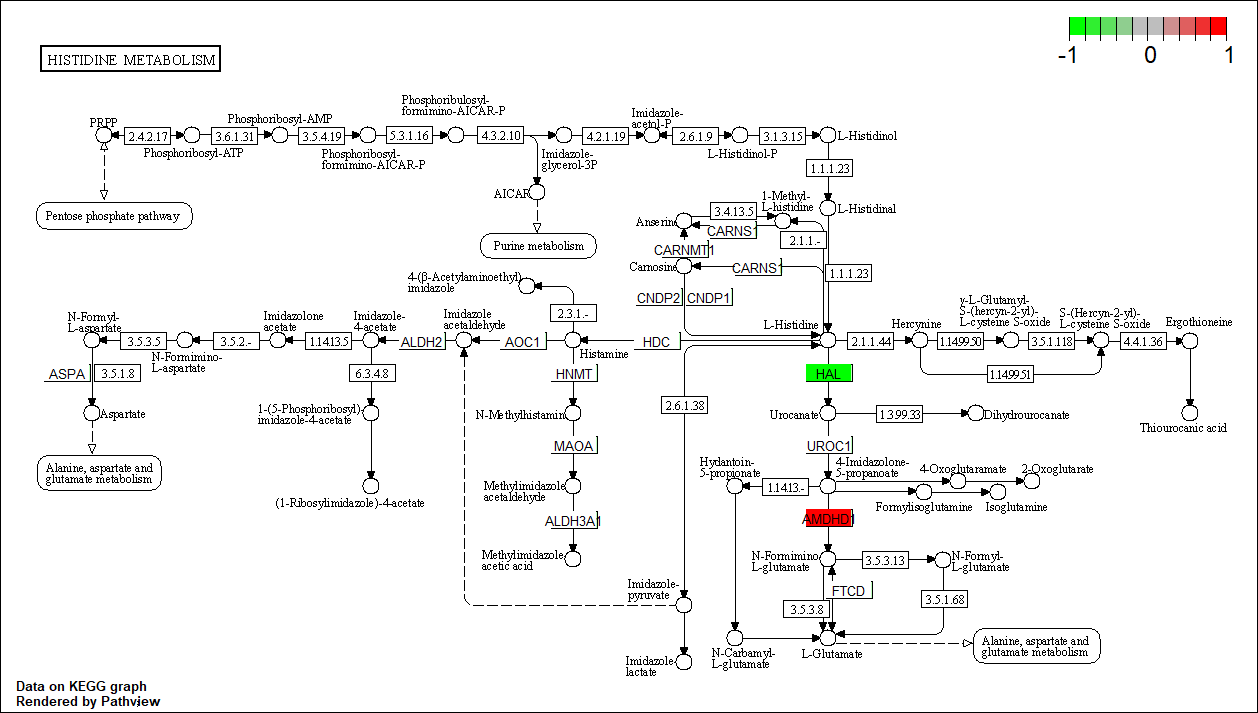 -1 0 1
HISTIDINE METABOLISM
PRPP
2.4.2.17
Phosphoribosyl-ATP
3.6.1.31
Phosphoribosyl-AMP
3.5.4.19
Phosphoribosyl-
formimino-AICAR-P
5.3.1.16
Phosphoribulosyl-
formimino-AICAR-P
4.3.2.10
Imidazole-
glycerol-3P
4.2.1.19
Imidazole-
acetol-P
2.6.1.9
L-Histidinol-P
3.1.3.15
L-Histidinol
1.1.1.23
L-Histidinal
1.1.1.23
AICAR
Purine metabolism
Pentose phosphate pathway
Anserine
3.4.13.5
CARNS1
1-Methyl-
L-histidine
2.1.1.-
CARNMT1
Carnosine
CARNS1
CNDP2
CNDP1
4-(β-Acetylaminoethyl)
imidazole
2.3.1.-
N-Formyl-
L-aspartate
3.5.3.5
N-Formimino-
L-aspartate
3.5.2.-
Imidazolone
acetate
1.14.13.5
Imidazole-
4-acetate
ALDH2
Imidazole
acetaldehyde
AOC1
Histamine
HDC
L-Histidine
2.1.1.44
Hercynine
1.14.99.50
γ-L-Glutamyl-
S-(hercyn-2-yl)-
L-cysteine S-oxide
3.5.1.118
S-(Hercyn-2-yl)-
L-cysteine S-oxide
4.4.1.36
Ergothioneine
1.14.99.51
Thiourocanic acid
ASPA
3.5.1.8
Aspartate
Alanine, aspartate and
glutamate metabolism
6.3.4.8
1-(5-Phosphoribosyl)-
imidazole-4-acetate
(1-Ribosylimidazole)-4-acetate
HNMT
N-Methylhistamine
MAOA
Methylimidazole
acetaldehyde
ALDH3A1
Methylimidazole
acetic acid
2.6.1.38
Imidazole-
pyruvate
Imidazole
lactate
HAL
Urocanate
1.3.99.33
Dihydrourocanate
UROC1
4-Imidazolone-
5-propanoate
Hydantoin-
5-propionate
1.14.13.-
4-Oxoglutaramate
2-Oxoglutarate
Formylisoglutamine
Isoglutamine
AMDHD1
N-Formimino-
L-glutamate
3.5.3.13
N-Formyl-
L-glutamate
FTCD
3.5.3.8
3.5.1.68
N-Carbamyl-
L-glutamate
L-Glutamate
Alanine, aspartate and
glutamate metabolism
Data on KEGG graph
Rendered by Pathview